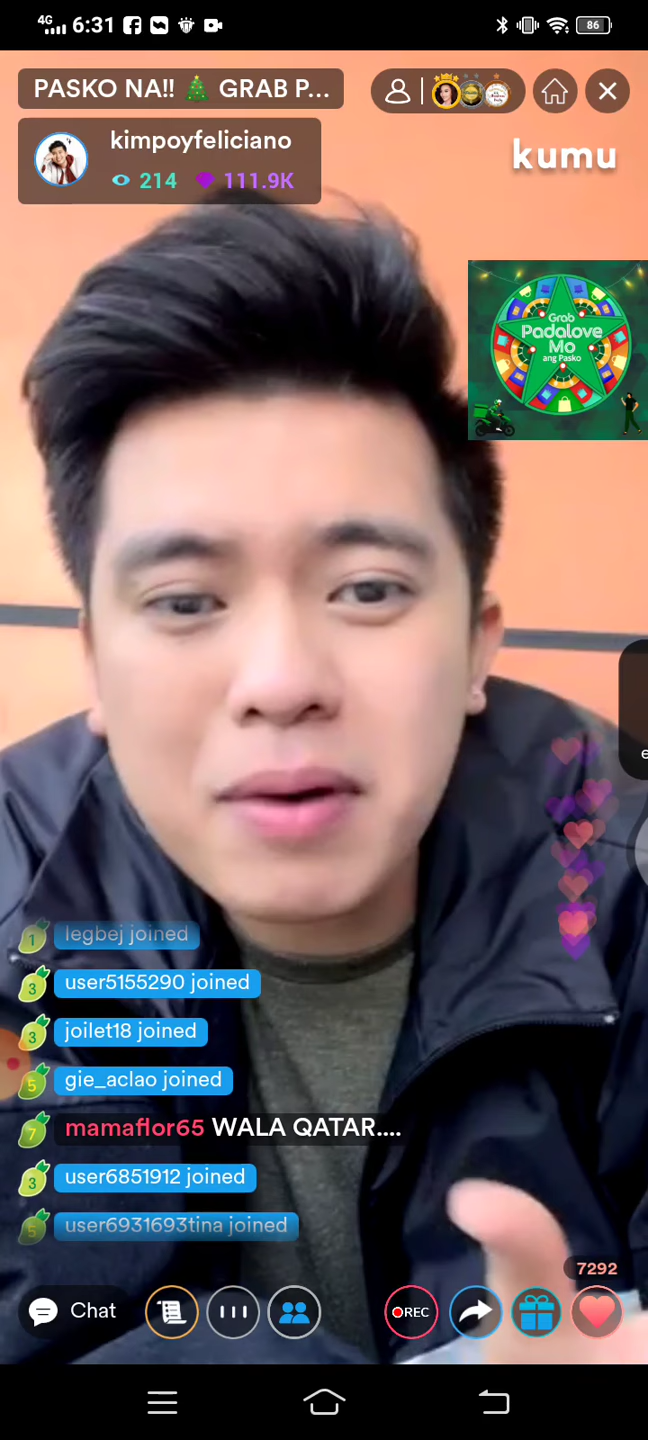 4G 6:31 86
PASKO NA!! 🎄 GRAB P...
kimpoyfeliciano
214 111.9K
kumu
Grab
Padalove
Mo
ang Pasko
e
1 legbej joined
3 user5155290 joined
3 joilet18 joined
5 gie_aclao joined
7 mamaflor65 WALA QATAR....
3 user6851912 joined
5 user6931693tina joined
7292
Chat REC